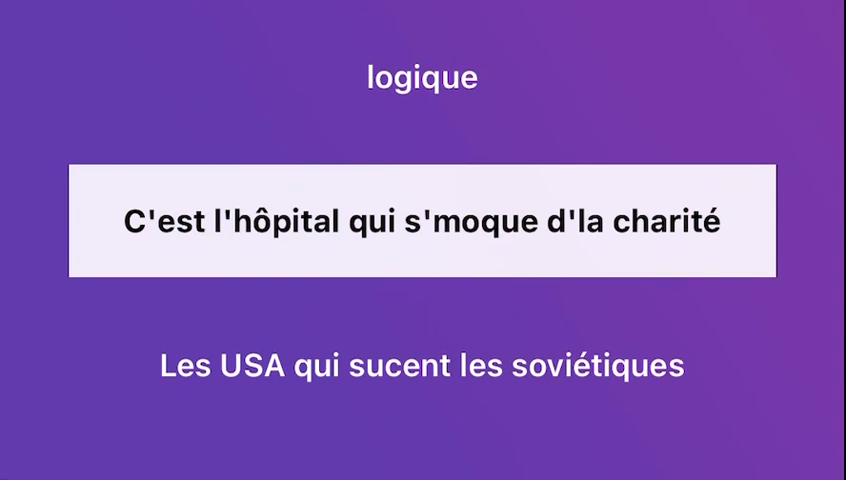 logique
C'est l'hôpital qui s'moque d'la charité
Les USA qui sucent les soviétiques